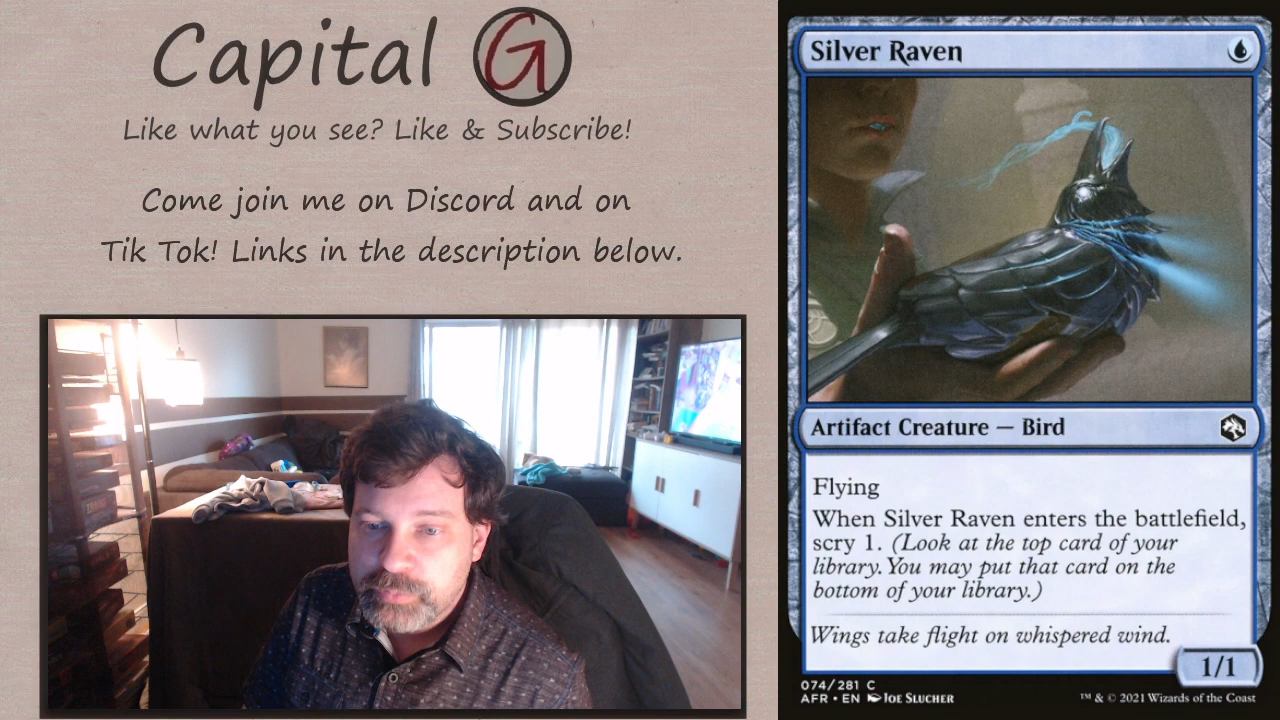 Capital G
Like what you see? Like & Subscribe!
Come join me on Discord and on
Tik Tok! Links in the description below.
Silver Raven
Artifact Creature — Bird
Flying
When Silver Raven enters the battlefield,
scry 1. (Look at the top card of your
library. You may put that card on the
bottom of your library.)
Wings take flight on whispered wind.
1/1
074/281 C
AFR • EN Joe Slucher
™ & © 2021 Wizards of the Coast